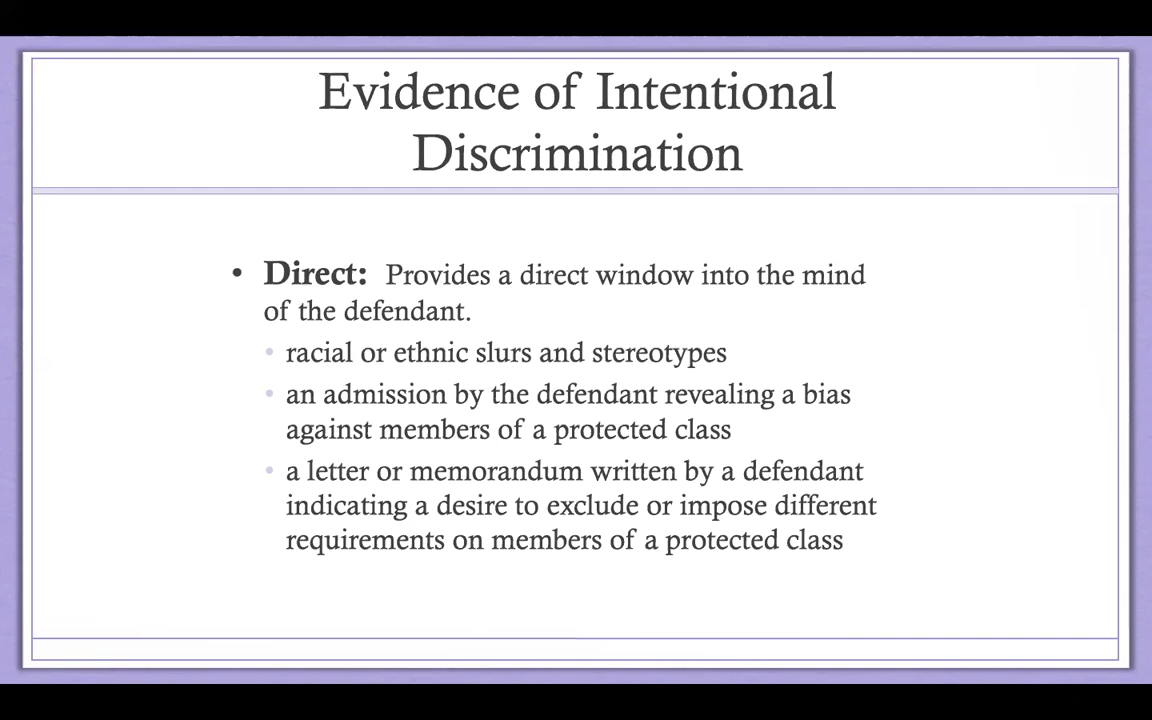 Evidence of Intentional
Discrimination
• Direct: Provides a direct window into the mind
of the defendant.
• racial or ethnic slurs and stereotypes
• an admission by the defendant revealing a bias
against members of a protected class
• a letter or memorandum written by a defendant
indicating a desire to exclude or impose different
requirements on members of a protected class